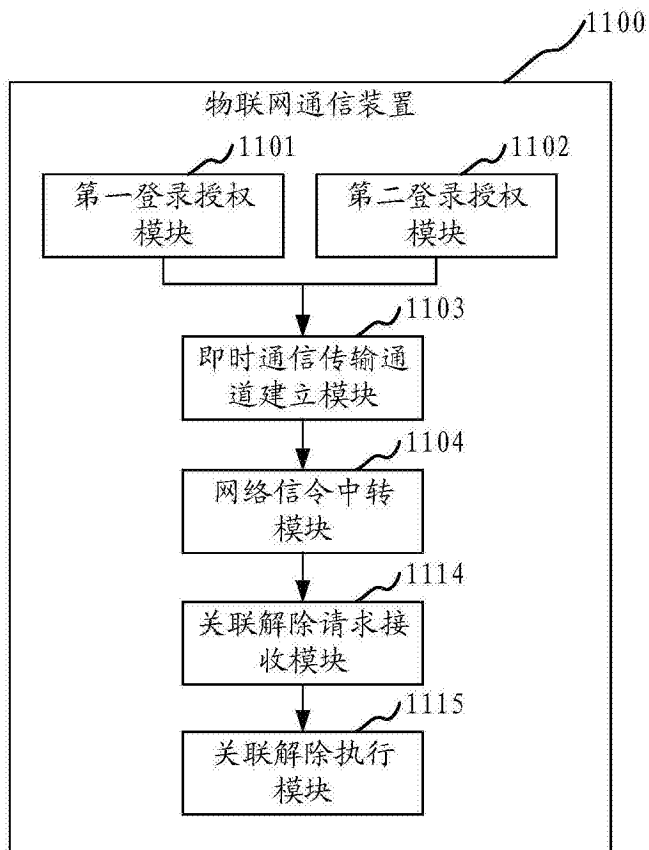 1100
物联网通信装置
1101
1102
第一登录授权
模块
第二登录授权
模块
1103
即时通信传输通
道建立模块
1104
网络信令中转
模块
1114
关联解除请求接
收模块
1115
关联解除执行
模块